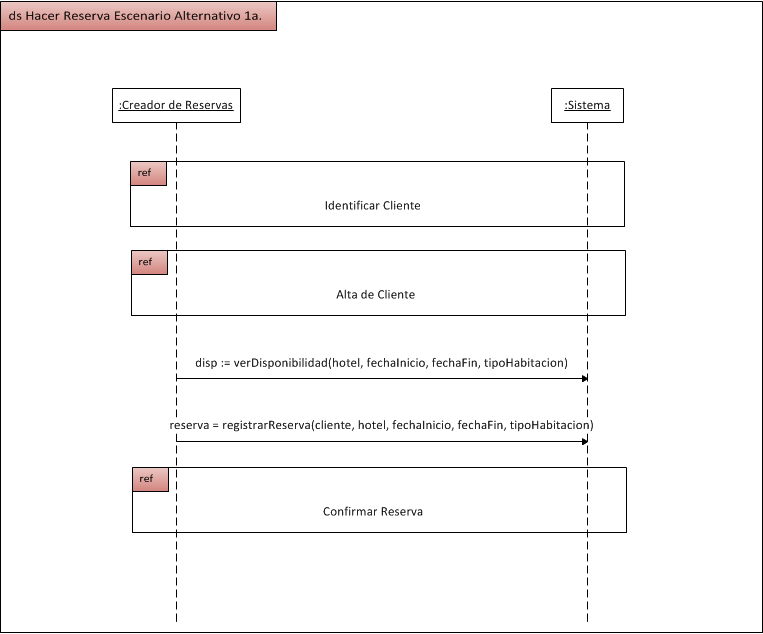 ds Hacer Reserva Escenario Alternativo 1a.
:Creador de Reservas
:Sistema
ref
Identificar Cliente
ref
Alta de Cliente
disp := verDisponibilidad(hotel, fechaInicio, fechaFin, tipoHabitacion)
reserva = registrarReserva(cliente, hotel, fechaInicio, fechaFin, tipoHabitacion)
ref
Confirmar Reserva